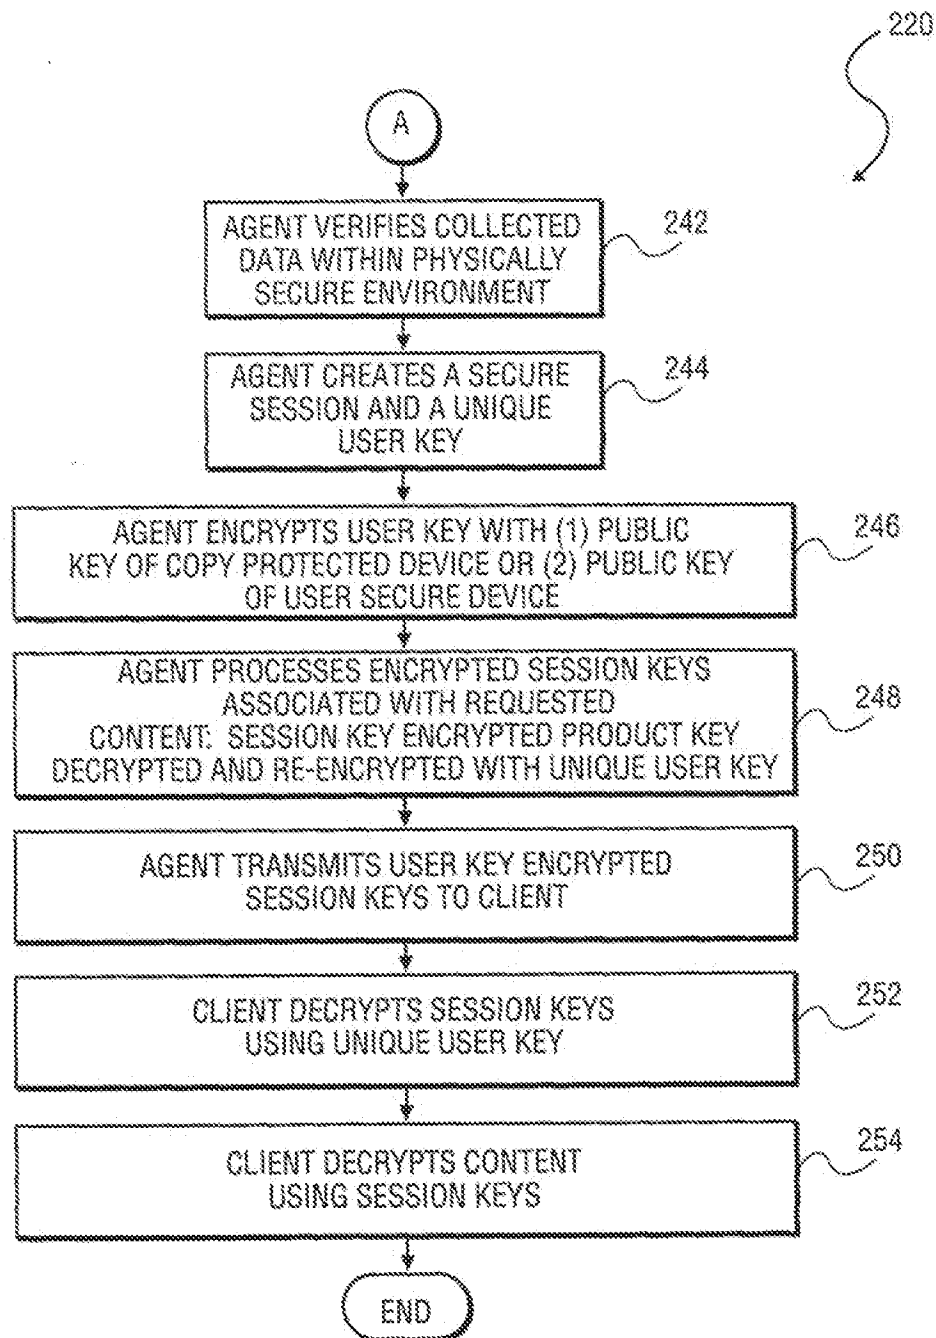 220
A
AGENT VERIFIES COLLECTED
DATA WITHIN PHYSICALLY
SECURE ENVIRONMENT
242
AGENT CREATES A SECURE
SESSION AND A UNIQUE
USER KEY
244
AGENT ENCRYPTS USER KEY WITH (1) PUBLIC
KEY OF COPY PROTECTED DEVICE OR (2) PUBLIC KEY
OF USER SECURE DEVICE
246
AGENT PROCESSES ENCRYPTED SESSION KEYS
ASSOCIATED WITH REQUESTED
CONTENT: SESSION KEY ENCRYPTED PRODUCT KEY
DECRYPTED AND RE-ENCRYPTED WITH UNIQUE USER KEY
248
AGENT TRANSMITS USER KEY ENCRYPTED
SESSION KEYS TO CLIENT
250
CLIENT DECRYPTS SESSION KEYS
USING UNIQUE USER KEY
252
CLIENT DECRYPTS CONTENT
USING SESSION KEYS
254
END